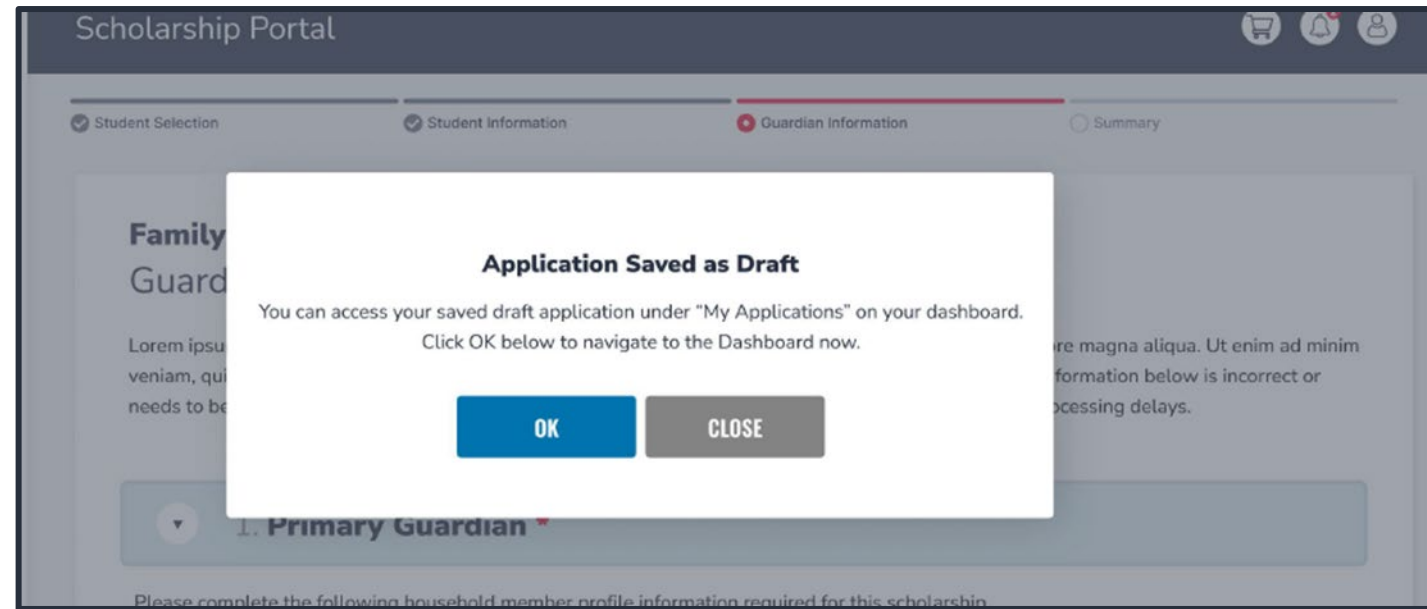 Scholarship Portal
Student Selection
Student Information
Guardian Information
Summary
Family
Guard
Application Saved as Draft
You can access your saved draft application under “My Applications” on your dashboard.
Click OK below to navigate to the Dashboard now.
OK
CLOSE
Lorem ipsu re magna aliqua. Ut enim ad minim
veniam, qui formation below is incorrect or
needs to be ocessing delays.
1. Primary Guardian *
Please complete the following household member profile information required for this scholarship